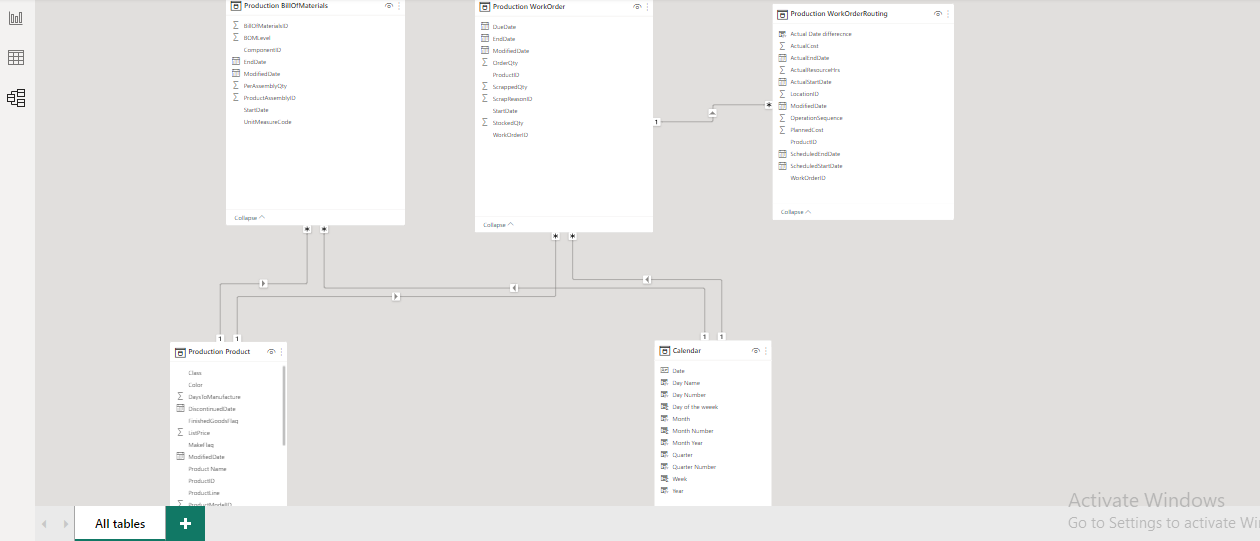 Production BillOfMaterials
BillOfMaterialsID
BOMLevel
ComponentID
EndDate
ModifiedDate
PerAssemblyQty
ProductAssemblyID
StartDate
UnitMeasureCode
Collapse
Production WorkOrder
DueDate
EndDate
ModifiedDate
OrderQty
ProductID
ScrappedQty
ScrapReasonID
StartDate
StockedQty
WorkOrderID
Collapse
Production WorkOrderRouting
Actual Date difference
ActualCost
ActualEndDate
ActualResourceHrs
ActualStartDate
LocationID
ModifiedDate
OperationSequence
PlannedCost
ProductID
ScheduledEndDate
ScheduledStartDate
WorkOrderID
Collapse
1
*
* *
* *
1 1
1 1
Production Product
Class
Color
DaysToManufacture
DiscontinuedDate
FinishedGoodsFlag
ListPrice
MakeFlag
ModifiedDate
Product Name
ProductID
ProductLine
ProductModelID
Calendar
Date
Day Name
Day Number
Day of the weeek
Month
Month Number
Month Year
Quarter
Quarter Number
Week
Year
Activate Windows
Go to Settings to activate Wi
All tables